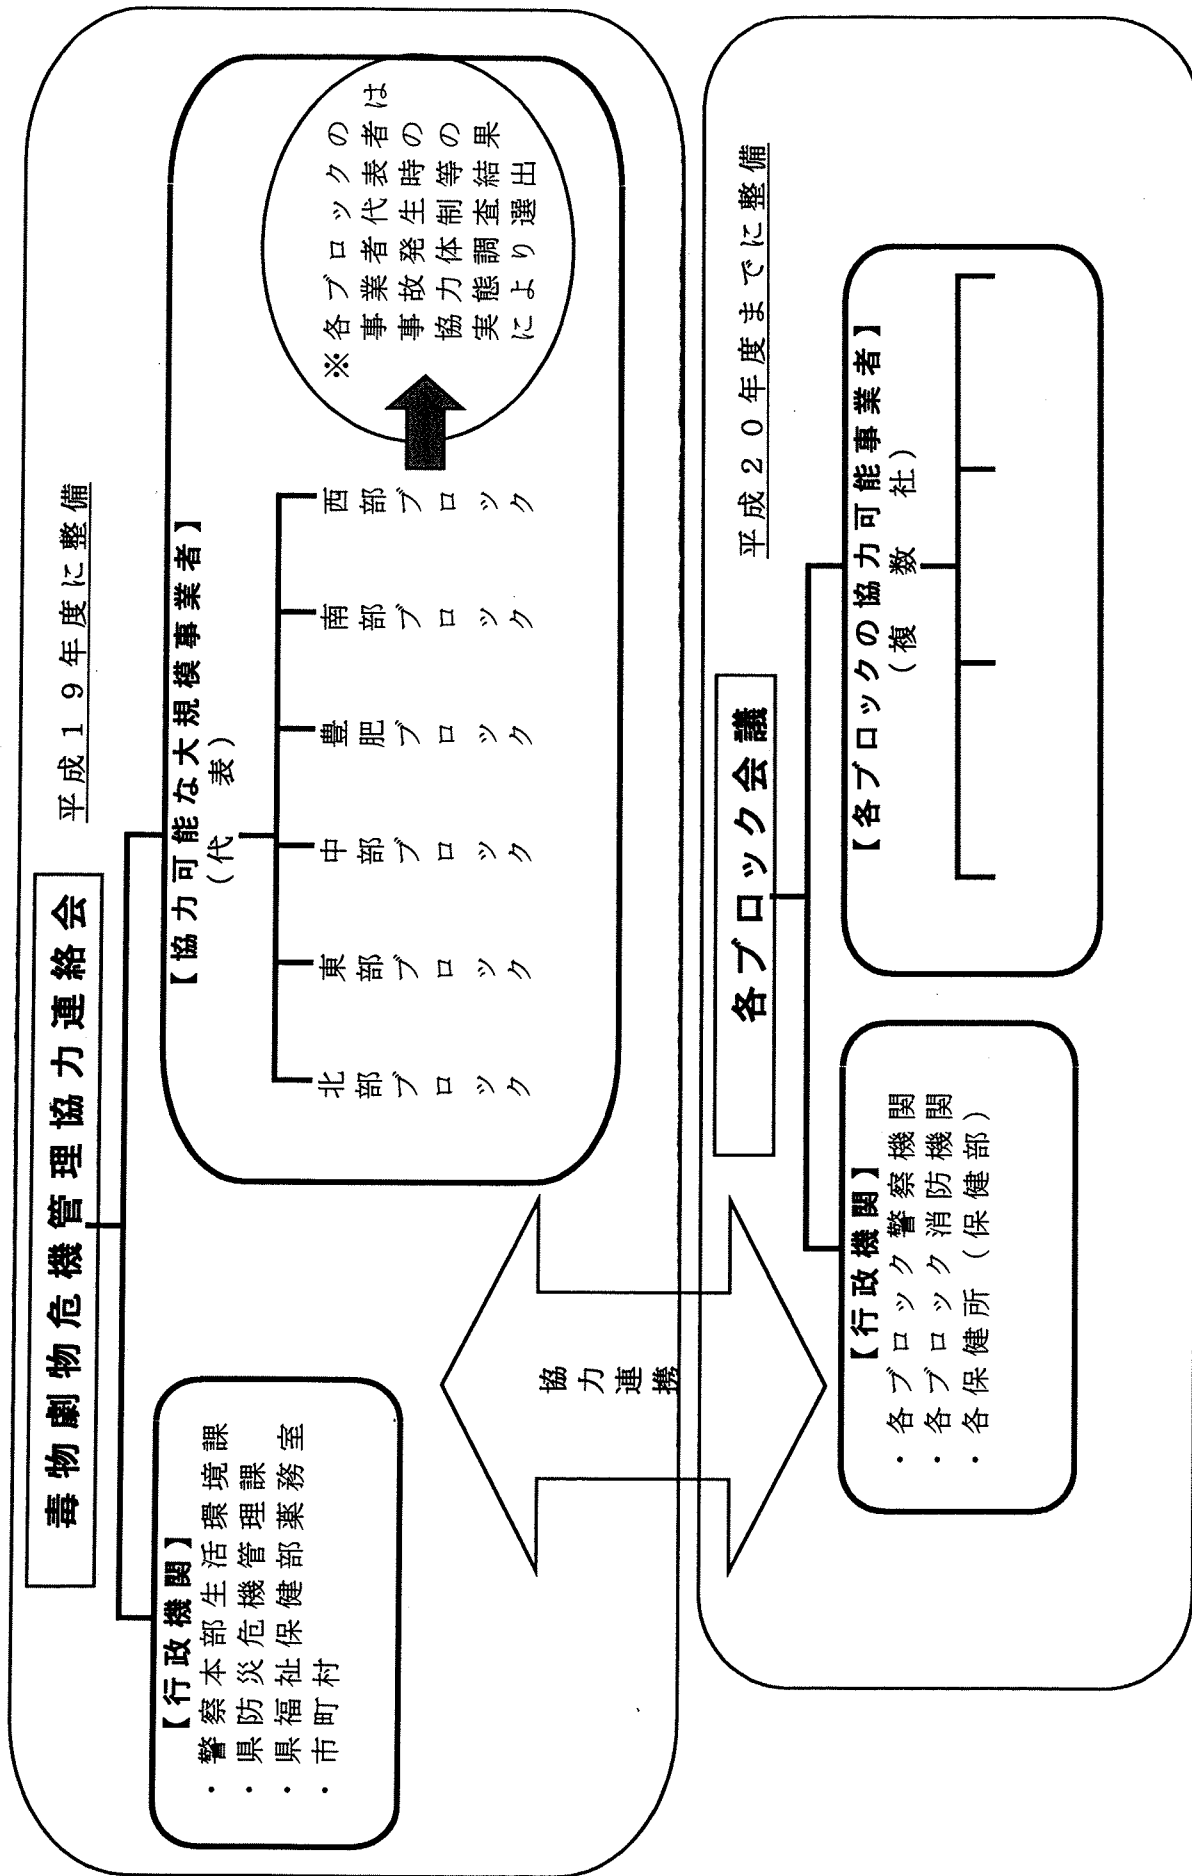 毒物劇物危機管理協力連絡会
平成19年度に整備
【行政機関】
・警察本部生活環境課
・県防災危機管理課
・県福祉保健部薬務室
・市町村
【協力可能な大規模事業者】
（代　表）
北部ブロック
東部ブロック
中部ブロック
豊肥ブロック
南部ブロック
西部ブロック
※各ブロックの
事業者代表者は
事故発生時の
協力体制等の
実態調査結果
により選出
協力連携
各ブロック会議
平成20年度までに整備
【行政機関】
・各ブロック警察機関
・各ブロック消防機関
・各保健所（保健部）
【各ブロックの協力可能事業者】
（複　数　社）